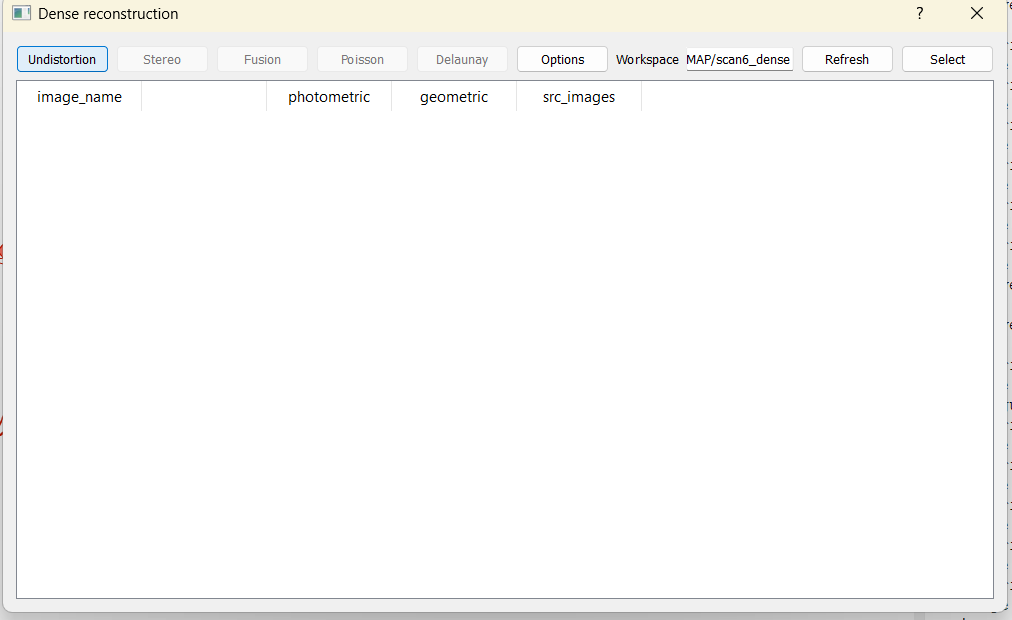 Dense reconstruction ?
Undistortion Stereo Fusion Poisson Delaunay Options Workspace MAP/scan6_dense Refresh Select
image_name photometric geometric src_images